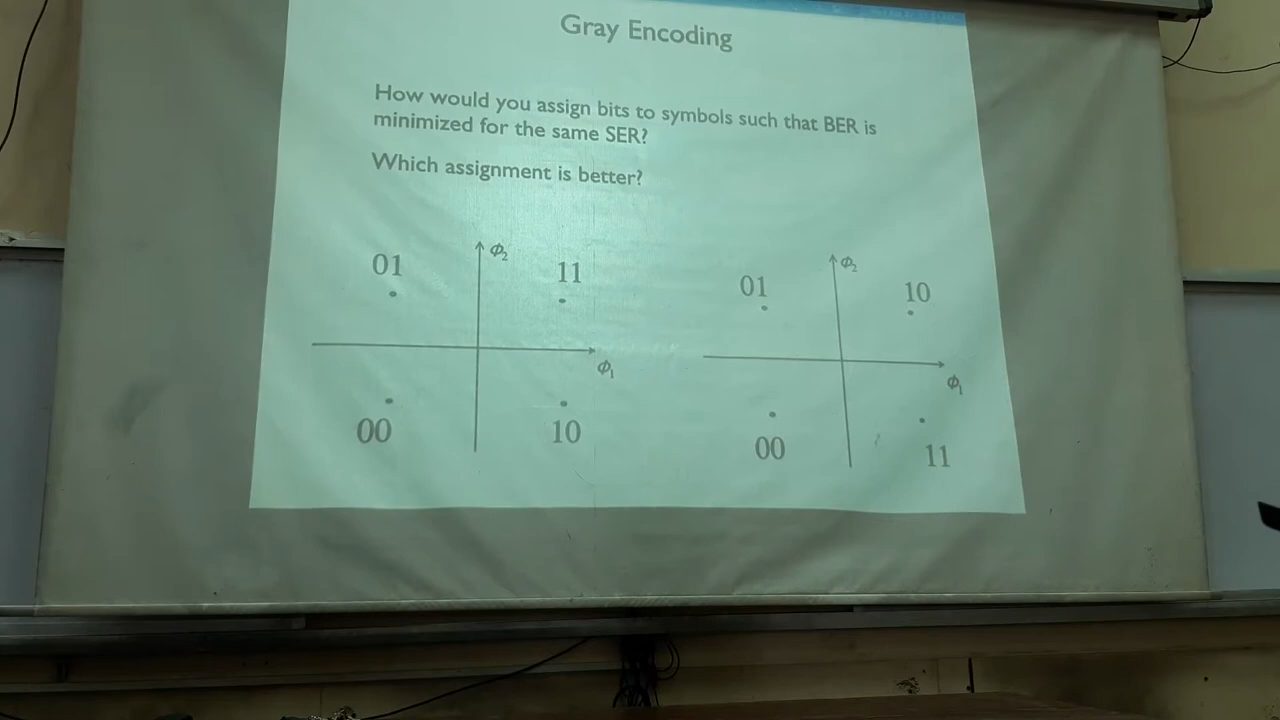 Gray Encoding
How would you assign bits to symbols such that BER is
minimized for the same SER?
Which assignment is better?
01
ϕ₂
11
ϕ₁
00
10
01
ϕ₂
10
ϕ₁
00
11